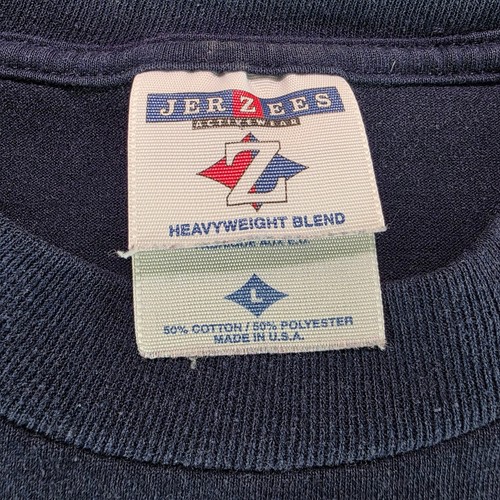 JERZEES
ACTIVEWEAR
Z
HEAVYWEIGHT BLEND
L
50% COTTON / 50% POLYESTER
MADE IN U.S.A.